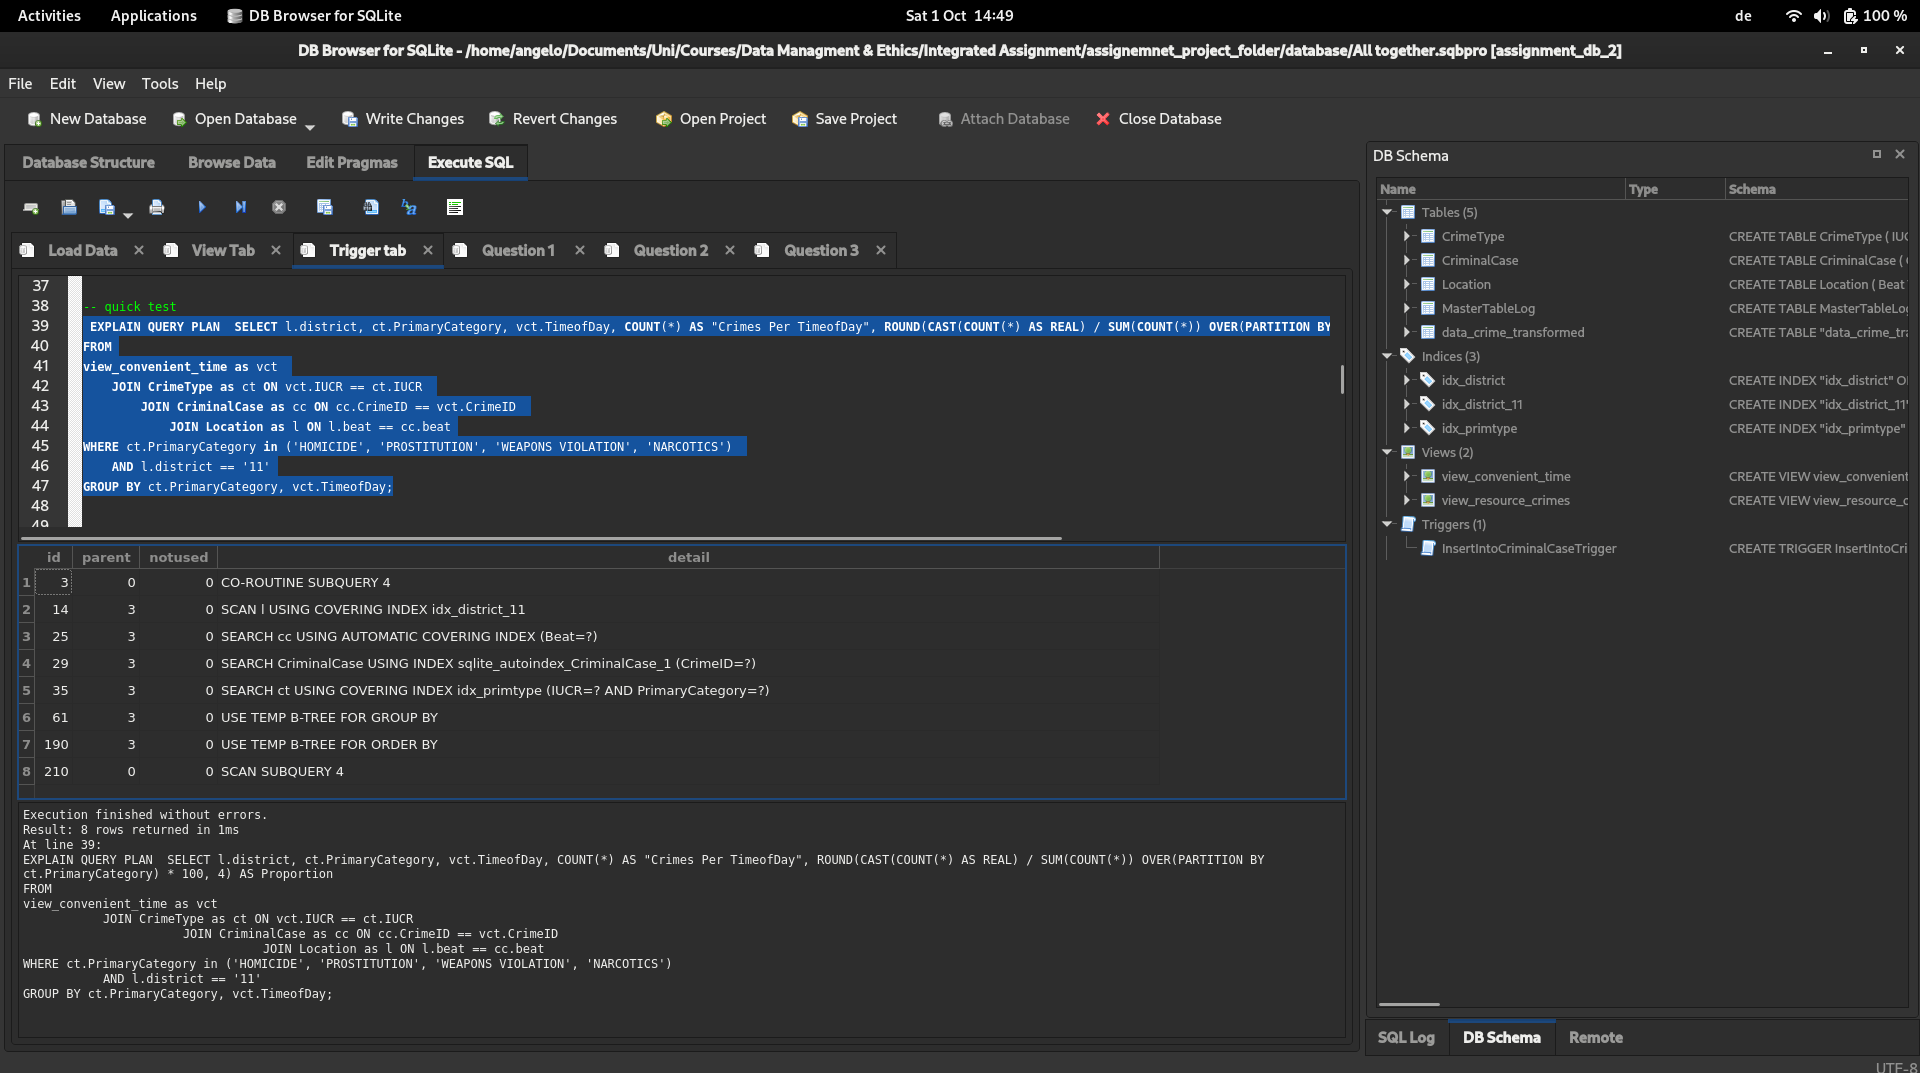 Activities Applications DB Browser for SQLite Sat 1 Oct 14:49 de 100 %
DB Browser for SQLite - /home/angelo/Documents/Uni/Courses/Data Managment & Ethics/Integrated Assignment/assignemnet_project_folder/database/All together.sqbpro [assignment_db_2]
File Edit View Tools Help
New Database Open Database Write Changes Revert Changes Open Project Save Project Attach Database Close Database
Database Structure Browse Data Edit Pragmas Execute SQL
Load Data View Tab Trigger tab Question 1 Question 2 Question 3
37
38 -- quick test
39 EXPLAIN QUERY PLAN  SELECT l.district, ct.PrimaryCategory, vct.TimeofDay, COUNT(*) AS "Crimes Per TimeofDay", ROUND(CAST(COUNT(*) AS REAL) / SUM(COUNT(*)) OVER(PARTITION BY
40 FROM
41 view_convenient_time as vct
42 JOIN CrimeType as ct ON vct.IUCR == ct.IUCR
43 JOIN CriminalCase as cc ON cc.CrimeID == vct.CrimeID
44 JOIN Location as l ON l.beat == cc.beat
45 WHERE ct.PrimaryCategory in ('HOMICIDE', 'PROSTITUTION', 'WEAPONS VIOLATION', 'NARCOTICS')
46 AND l.district == '11'
47 GROUP BY ct.PrimaryCategory, vct.TimeofDay;
48
49
id parent notused detail
1 3 0 0 CO-ROUTINE SUBQUERY 4
2 14 3 0 SCAN l USING COVERING INDEX idx_district_11
3 25 3 0 SEARCH cc USING AUTOMATIC COVERING INDEX (Beat=?)
4 29 3 0 SEARCH CriminalCase USING INDEX sqlite_autoindex_CriminalCase_1 (CrimeID=?)
5 35 3 0 SEARCH ct USING COVERING INDEX idx_primtype (IUCR=? AND PrimaryCategory=?)
6 61 3 0 USE TEMP B-TREE FOR GROUP BY
7 190 3 0 USE TEMP B-TREE FOR ORDER BY
8 210 0 0 SCAN SUBQUERY 4
Execution finished without errors.
Result: 8 rows returned in 1ms
At line 39:
EXPLAIN QUERY PLAN  SELECT l.district, ct.PrimaryCategory, vct.TimeofDay, COUNT(*) AS "Crimes Per TimeofDay", ROUND(CAST(COUNT(*) AS REAL) / SUM(COUNT(*)) OVER(PARTITION BY
ct.PrimaryCategory) * 100, 4) AS Proportion
FROM
view_convenient_time as vct
JOIN CrimeType as ct ON vct.IUCR == ct.IUCR
JOIN CriminalCase as cc ON cc.CrimeID == vct.CrimeID
JOIN Location as l ON l.beat == cc.beat
WHERE ct.PrimaryCategory in ('HOMICIDE', 'PROSTITUTION', 'WEAPONS VIOLATION', 'NARCOTICS')
AND l.district == '11'
GROUP BY ct.PrimaryCategory, vct.TimeofDay;
DB Schema
Name Type Schema
Tables (5)
CrimeType CREATE TABLE CrimeType ( IUC
CriminalCase CREATE TABLE CriminalCase (
Location CREATE TABLE Location ( Beat
MasterTableLog CREATE TABLE MasterTableLog
data_crime_transformed CREATE TABLE "data_crime_tra
Indices (3)
idx_district CREATE INDEX "idx_district" O
idx_district_11 CREATE INDEX "idx_district_11"
idx_primtype CREATE INDEX "idx_primtype"
Views (2)
view_convenient_time CREATE VIEW view_convenient
view_resource_crimes CREATE VIEW view_resource_c
Triggers (1)
InsertIntoCriminalCaseTrigger CREATE TRIGGER InsertIntoCri
SQL Log DB Schema Remote
UTF-8